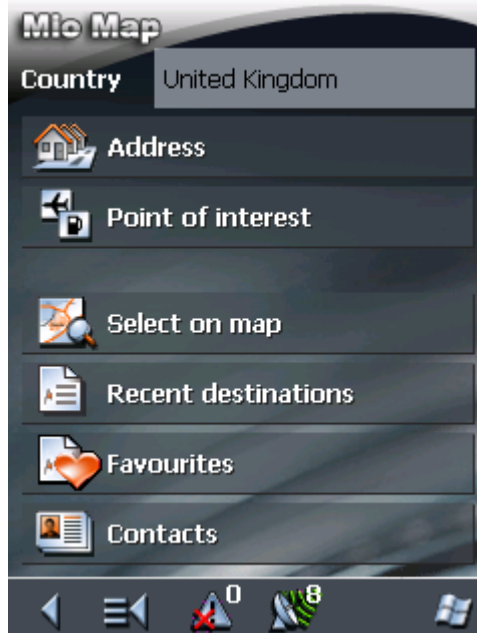 Mio Map
Country United Kingdom
Address
Point of interest
Select on map
Recent destinations
Favourites
Contacts
0 8